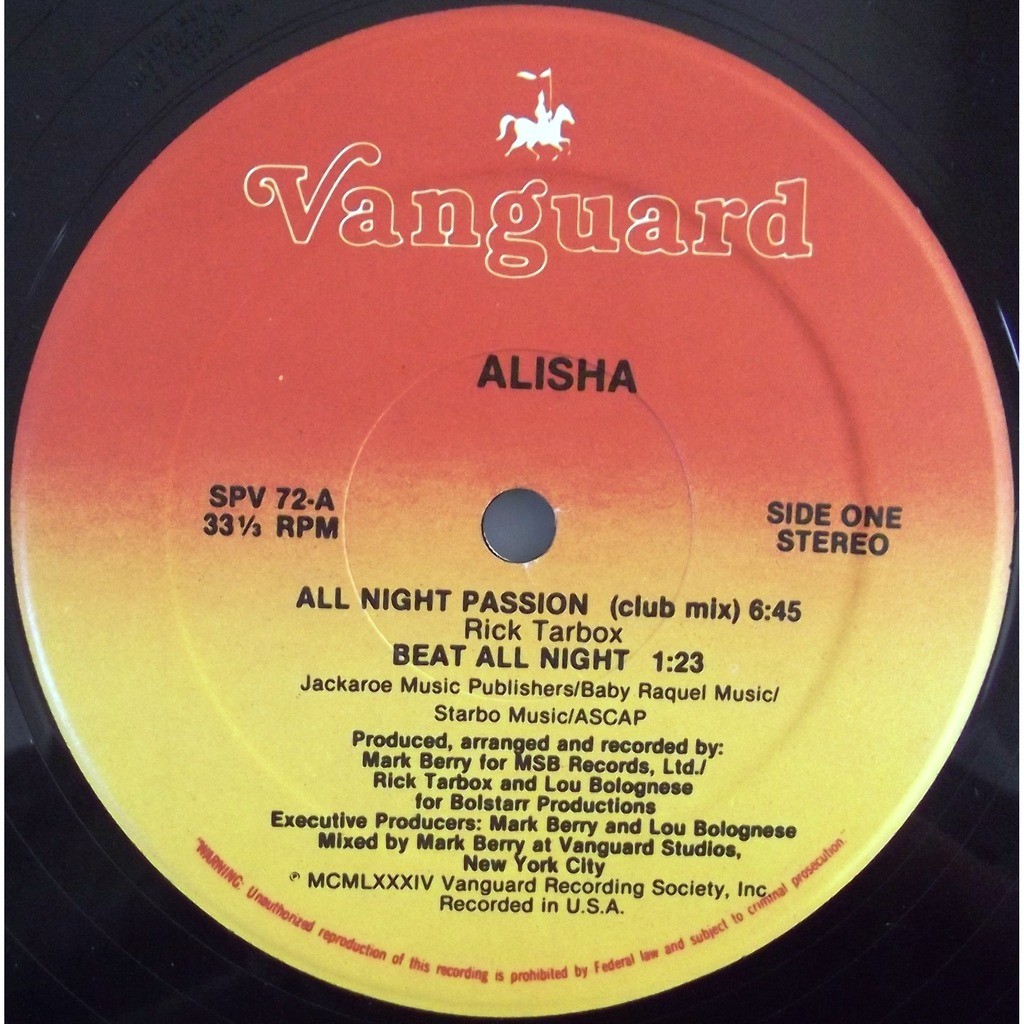 Vanguard
ALISHA
SPV 72-A
33⅓ RPM
SIDE ONE
STEREO
ALL NIGHT PASSION (club mix) 6:45
Rick Tarbox
BEAT ALL NIGHT 1:23
Jackaroe Music Publishers/Baby Raquel Music/
Starbo Music/ASCAP
Produced, arranged and recorded by:
Mark Berry for MSB Records, Ltd./
Rick Tarbox and Lou Bolognese
for Bolstarr Productions
Executive Producers: Mark Berry and Lou Bolognese
Mixed by Mark Berry at Vanguard Studios,
New York City
℗ MCMLXXXIV Vanguard Recording Society, Inc.
Recorded in U.S.A.
"WARNING: Unauthorized reproduction of this recording is prohibited by Federal law and subject to criminal prosecution."